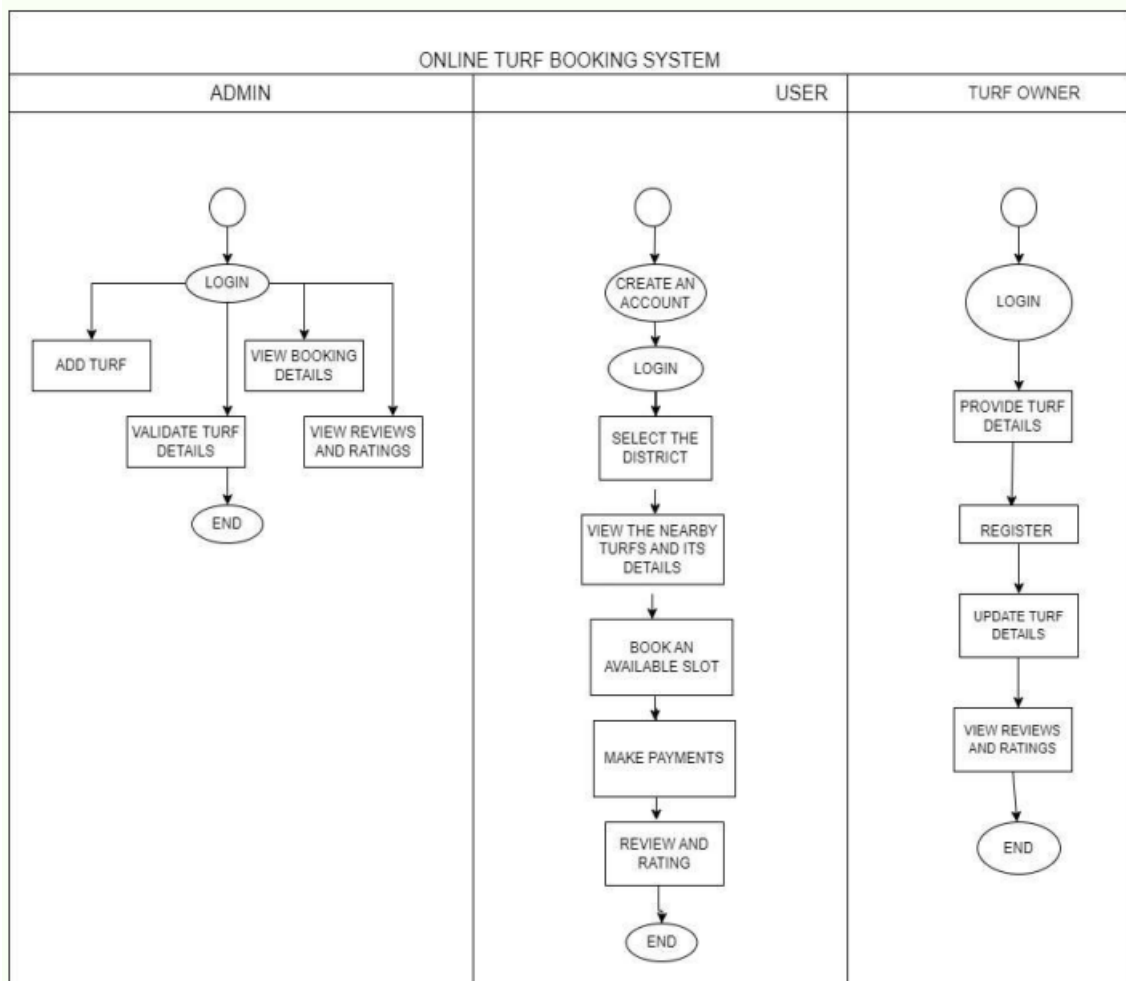 ONLINE TURF BOOKING SYSTEM
ADMIN
USER
TURF OWNER
LOGIN
ADD TURF
VIEW BOOKING
DETAILS
VALIDATE TURF
DETAILS
VIEW REVIEWS
AND RATINGS
END
CREATE AN
ACCOUNT
LOGIN
SELECT THE
DISTRICT
VIEW THE NEARBY
TURFS AND ITS
DETAILS
BOOK AN
AVAILABLE SLOT
MAKE PAYMENTS
REVIEW AND
RATING
END
LOGIN
PROVIDE TURF
DETAILS
REGISTER
UPDATE TURF
DETAILS
VIEW REVIEWS
AND RATINGS
END